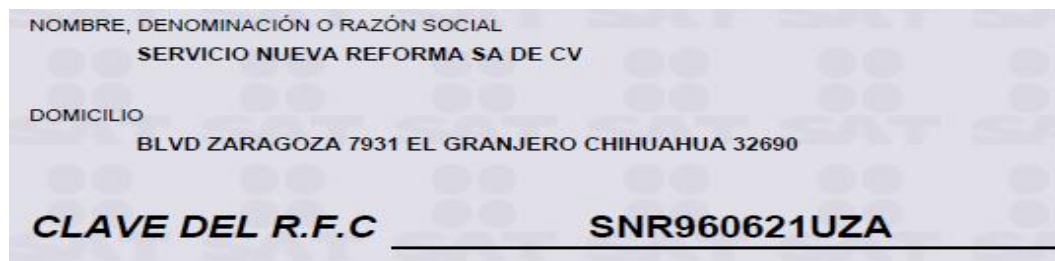 NOMBRE, DENOMINACIÓN O RAZÓN SOCIAL
SERVICIO NUEVA REFORMA SA DE CV
DOMICILIO
BLVD ZARAGOZA 7931 EL GRANJERO CHIHUAHUA 32690
CLAVE DEL R.F.C SNR960621UZA